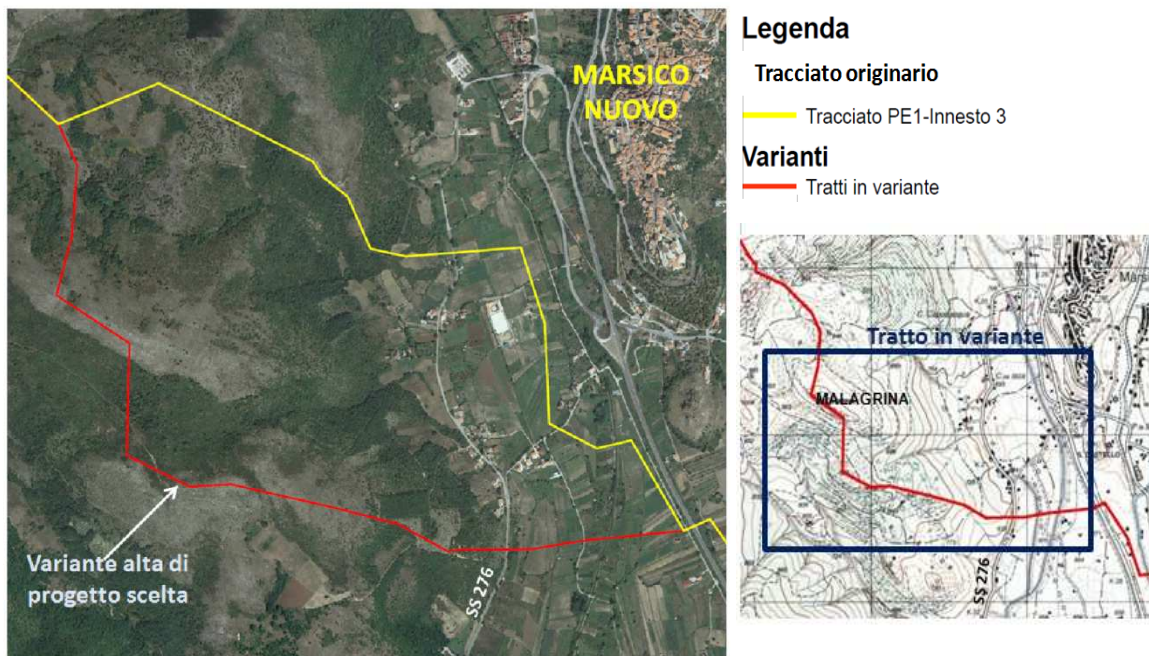 MARSICO
NUOVO
Variante alta di
progetto scelta
SS 276
Legenda
Tracciato originario
Tracciato PE1-Innesto 3
Varianti
Tratti in variante
Tratto in variante
MALAGRINA
SS 276